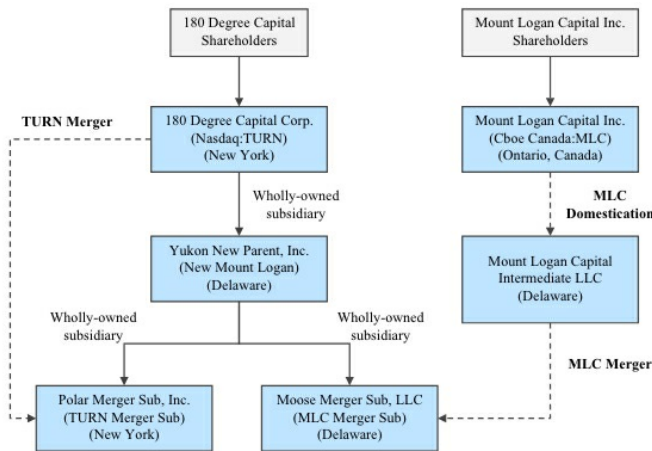 180 Degree Capital
Shareholders
Mount Logan Capital Inc.
Shareholders
TURN Merger
180 Degree Capital Corp.
(Nasdaq:TURN)
(New York)
Mount Logan Capital Inc.
(Cboe Canada:MLC)
(Ontario, Canada)
Wholly-owned
subsidiary
MLC
Domestication
Yukon New Parent, Inc.
(New Mount Logan)
(Delaware)
Mount Logan Capital
Intermediate LLC
(Delaware)
Wholly-owned
subsidiary
Wholly-owned
subsidiary
MLC Merger
Polar Merger Sub, Inc.
(TURN Merger Sub)
(New York)
Moose Merger Sub, LLC
(MLC Merger Sub)
(Delaware)